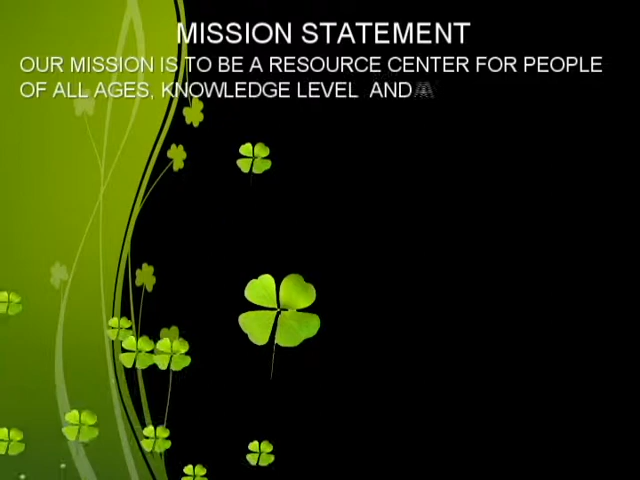 MISSION STATEMENT
OUR MISSION IS TO BE A RESOURCE CENTER FOR PEOPLE
OF ALL AGES, KNOWLEDGE LEVEL  AND